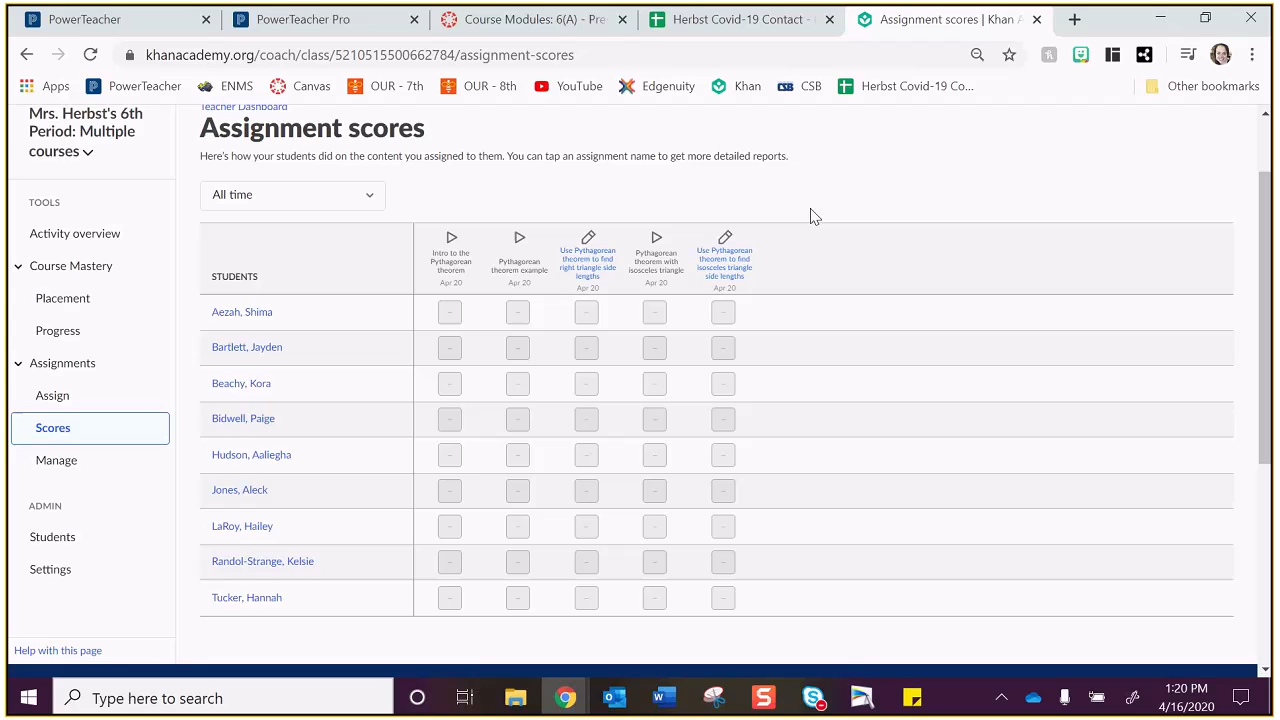 PowerTeacher
PowerTeacher Pro
Course Modules: 6(A) - Pre
Herbst Covid-19 Contact -
Assignment scores | Khan A
khanacademy.org/coach/class/5210515500662784/assignment-scores
Apps
PowerTeacher
ENMS
Canvas
OUR - 7th
OUR - 8th
YouTube
Edgenuity
Khan
CSB
Herbst Covid-19 Co...
Other bookmarks
Mrs. Herbst's 6th
Period: Multiple
courses
TOOLS
Activity overview
Course Mastery
Placement
Progress
Assignments
Assign
Scores
Manage
ADMIN
Students
Settings
Help with this page
Teacher Dashboard
Assignment scores
Here's how your students did on the content you assigned to them. You can tap an assignment name to get more detailed reports.
All time
STUDENTS
Intro to the
Pythagorean
theorem
Apr 20
Pythagorean
theorem example
Apr 20
Use Pythagorean
theorem to find
right triangle side
lengths
Apr 20
Pythagorean
theorem with
isosceles triangle
Apr 20
Use Pythagorean
theorem to find
isosceles triangle
side lengths
Apr 20
Aezah, Shima
Bartlett, Jayden
Beachy, Kora
Bidwell, Paige
Hudson, Aaliegha
Jones, Aleck
LaRoy, Hailey
Randol-Strange, Kelsie
Tucker, Hannah
Type here to search
1:20 PM
4/16/2020